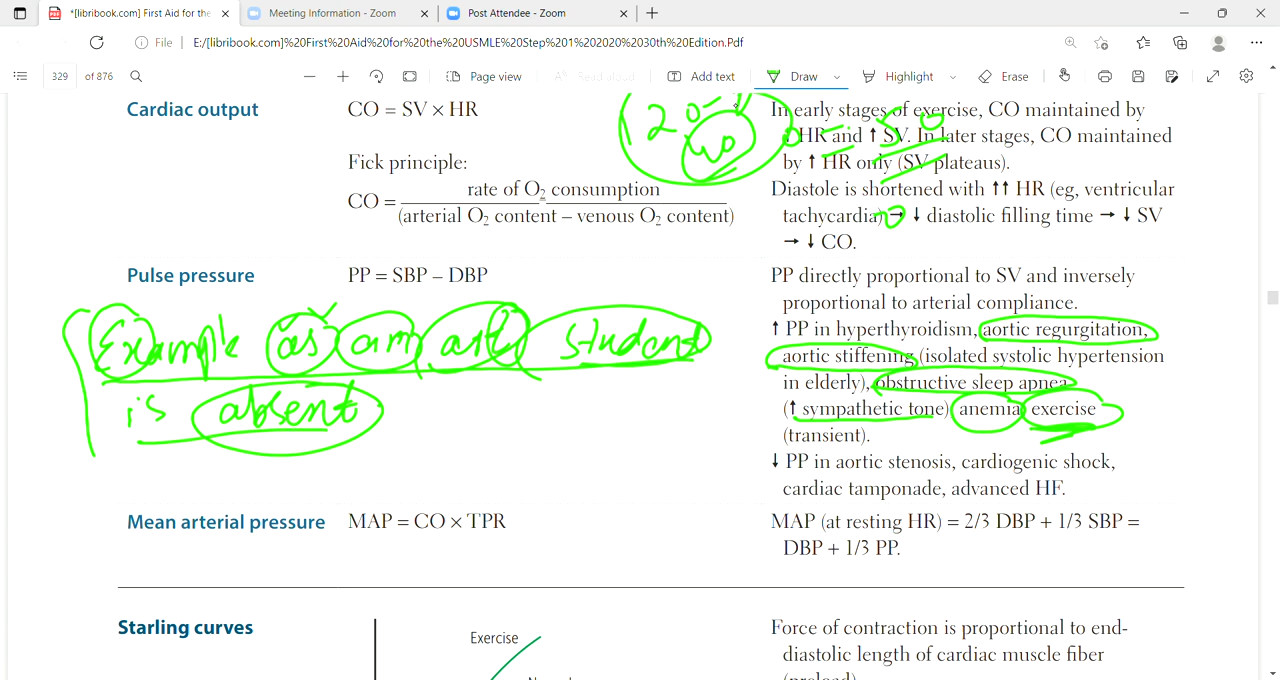 *[libribook.com] First Aid for the
Meeting Information - Zoom
Post Attendee - Zoom
File
E:/[libribook.com]%20First%20Aid%20for%20the%20USMLE%20Step%201%202020%2030th%20Edition.Pdf
329 of 876
Page view
Read aloud
Add text
Draw
Highlight
Erase
Cardiac output
CO = SV × HR
Fick principle:
CO = rate of O₂ consumption
(arterial O₂ content – venous O₂ content)
In early stages of exercise, CO maintained by
HR and ↑ SV. In later stages, CO maintained
by ↑ HR only (SV plateaus).
Diastole is shortened with ↑↑ HR (eg, ventricular
tachycardia) → ↓ diastolic filling time → ↓ SV
→ ↓ CO.
Pulse pressure
PP = SBP – DBP
PP directly proportional to SV and inversely
proportional to arterial compliance.
↑ PP in hyperthyroidism, aortic regurgitation,
aortic stiffening (isolated systolic hypertension
in elderly), obstructive sleep apnea
(↑ sympathetic tone) anemia exercise
(transient).
↓ PP in aortic stenosis, cardiogenic shock,
cardiac tamponade, advanced HF.
Example as am student
is absent
Mean arterial pressure
MAP = CO × TPR
MAP (at resting HR) = 2/3 DBP + 1/3 SBP =
DBP + 1/3 PP.
Starling curves
Exercise
Force of contraction is proportional to end-
diastolic length of cardiac muscle fiber